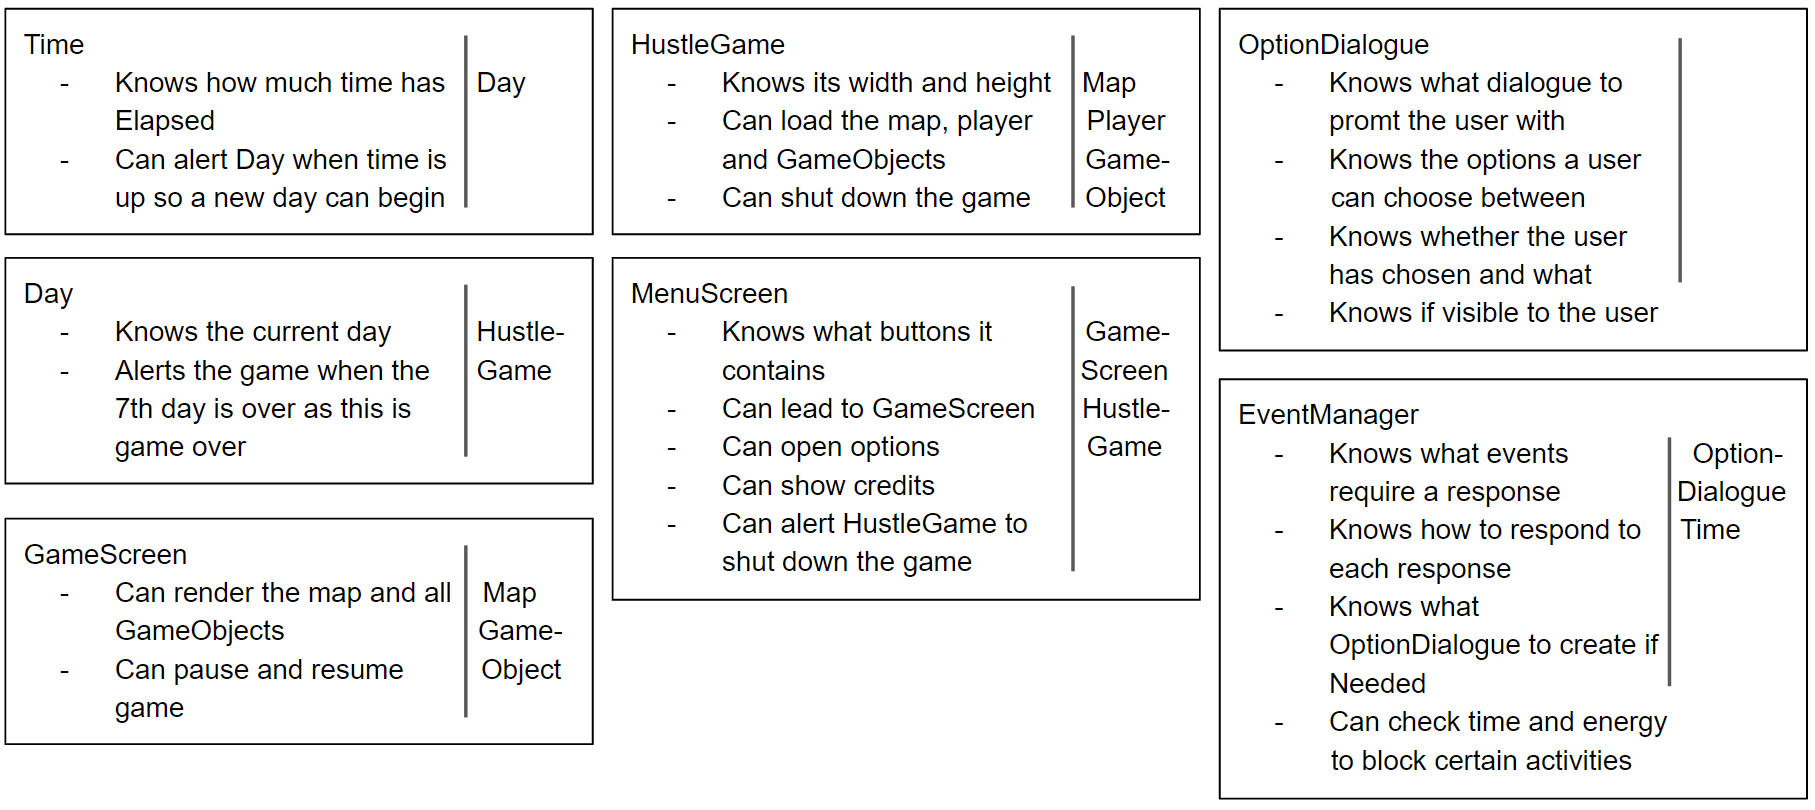 Time
- Knows how much time has
Elapsed
- Can alert Day when time is
up so a new day can begin
Day
Day
- Knows the current day
- Alerts the game when the
7th day is over as this is
game over
Hustle-
Game
GameScreen
- Can render the map and all
GameObjects
- Can pause and resume
game
Map
Game-
Object
HustleGame
- Knows its width and height
- Can load the map, player
and GameObjects
- Can shut down the game
Map
Player
Game-
Object
MenuScreen
- Knows what buttons it
contains
- Can lead to GameScreen
- Can open options
- Can show credits
- Can alert HustleGame to
shut down the game
Game-
Screen
Hustle-
Game
OptionDialogue
- Knows what dialogue to
promt the user with
- Knows the options a user
can choose between
- Knows whether the user
has chosen and what
- Knows if visible to the user
EventManager
- Knows what events
require a response
- Knows how to respond to
each response
- Knows what
OptionDialogue to create if
Needed
- Can check time and energy
to block certain activities
Option-
Dialogue
Time